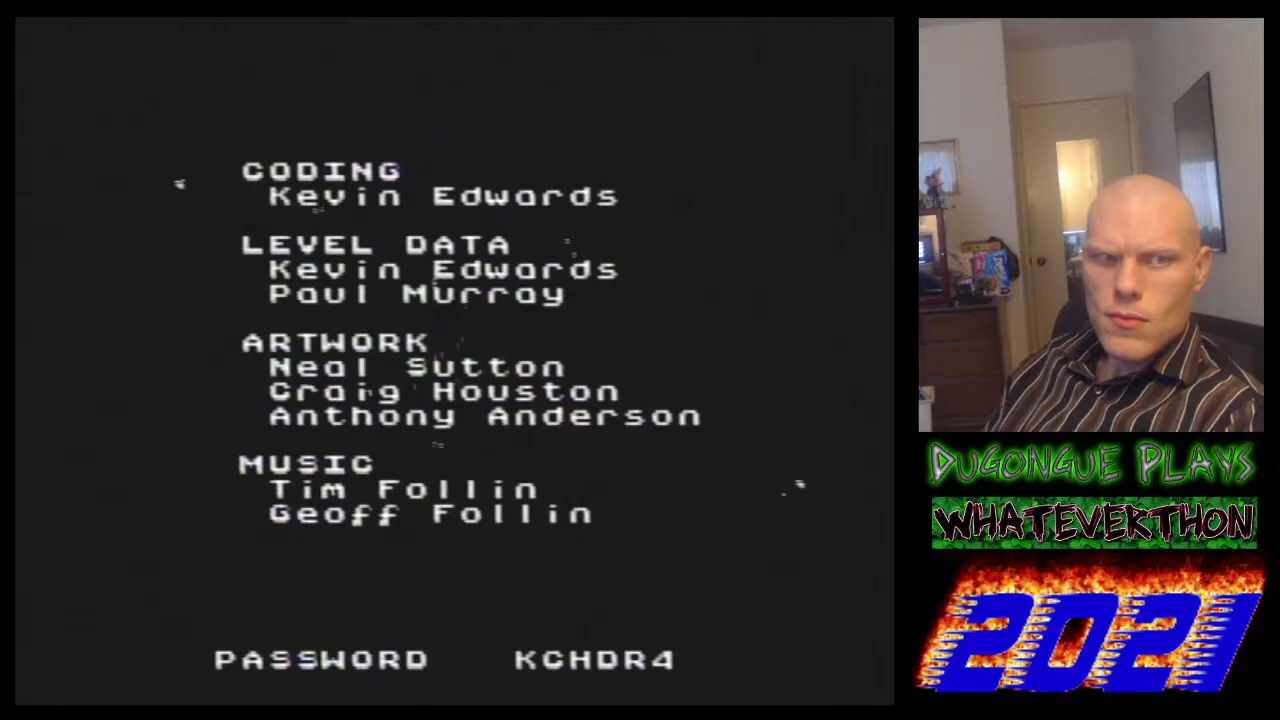 CODING
Kevin Edwards
LEVEL DATA
Kevin Edwards
Paul Murray
ARTWORK
Neal Sutton
Craig Houston
Anthony Anderson
MUSIC
Tim Follin
Geoff Follin
PASSWORD KCHDR4
DUGONGUE PLAYS
WHATEVERTHON
2021